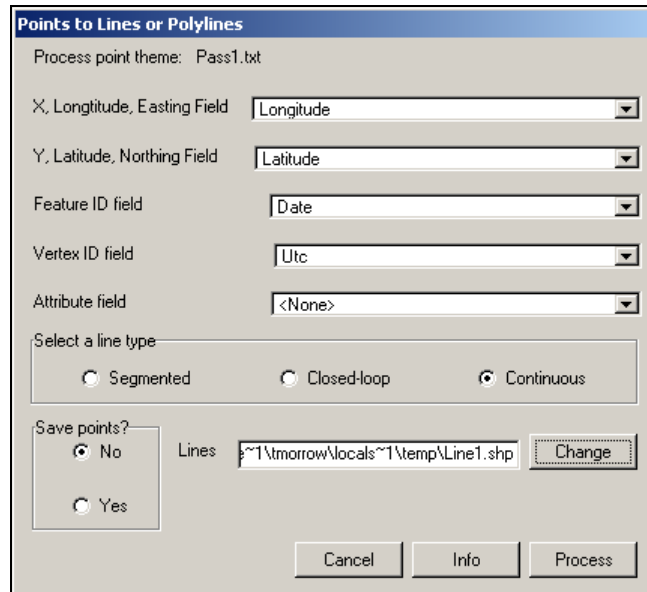 Points to Lines or Polylines
Process point theme: Pass1.txt
X, Longtitude, Easting Field Longitude
Y, Latitude, Northing Field Latitude
Feature ID field Date
Vertex ID field Utc
Attribute field <None>
Select a line type
Segmented Closed-loop Continuous
Save points?
No Lines e~1\tmorrow\locals~1\temp\Line1.shp Change
Yes
Cancel Info Process